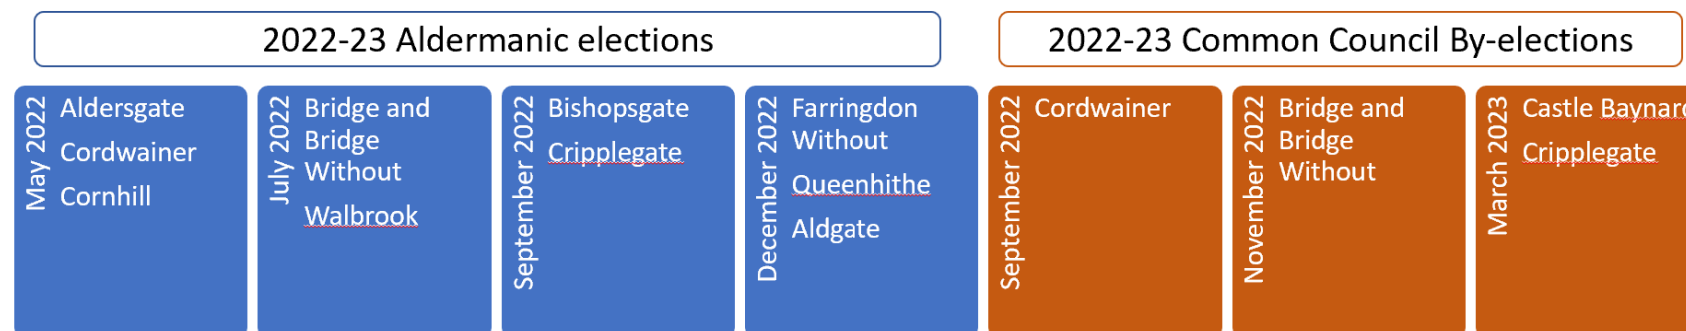 2022-23 Aldermanic elections
2022-23 Common Council By-elections
May 2022
Aldersgate
Cordwainer
Cornhill
July 2022
Bridge and
Bridge
Without
Walbrook
September 2022
Bishopsgate
Cripplegate
December 2022
Farringdon
Without
Queenhithe
Aldgate
September 2022
Cordwainer
November 2022
Bridge and
Bridge
Without
March 2023
Castle Baynard
Cripplegate